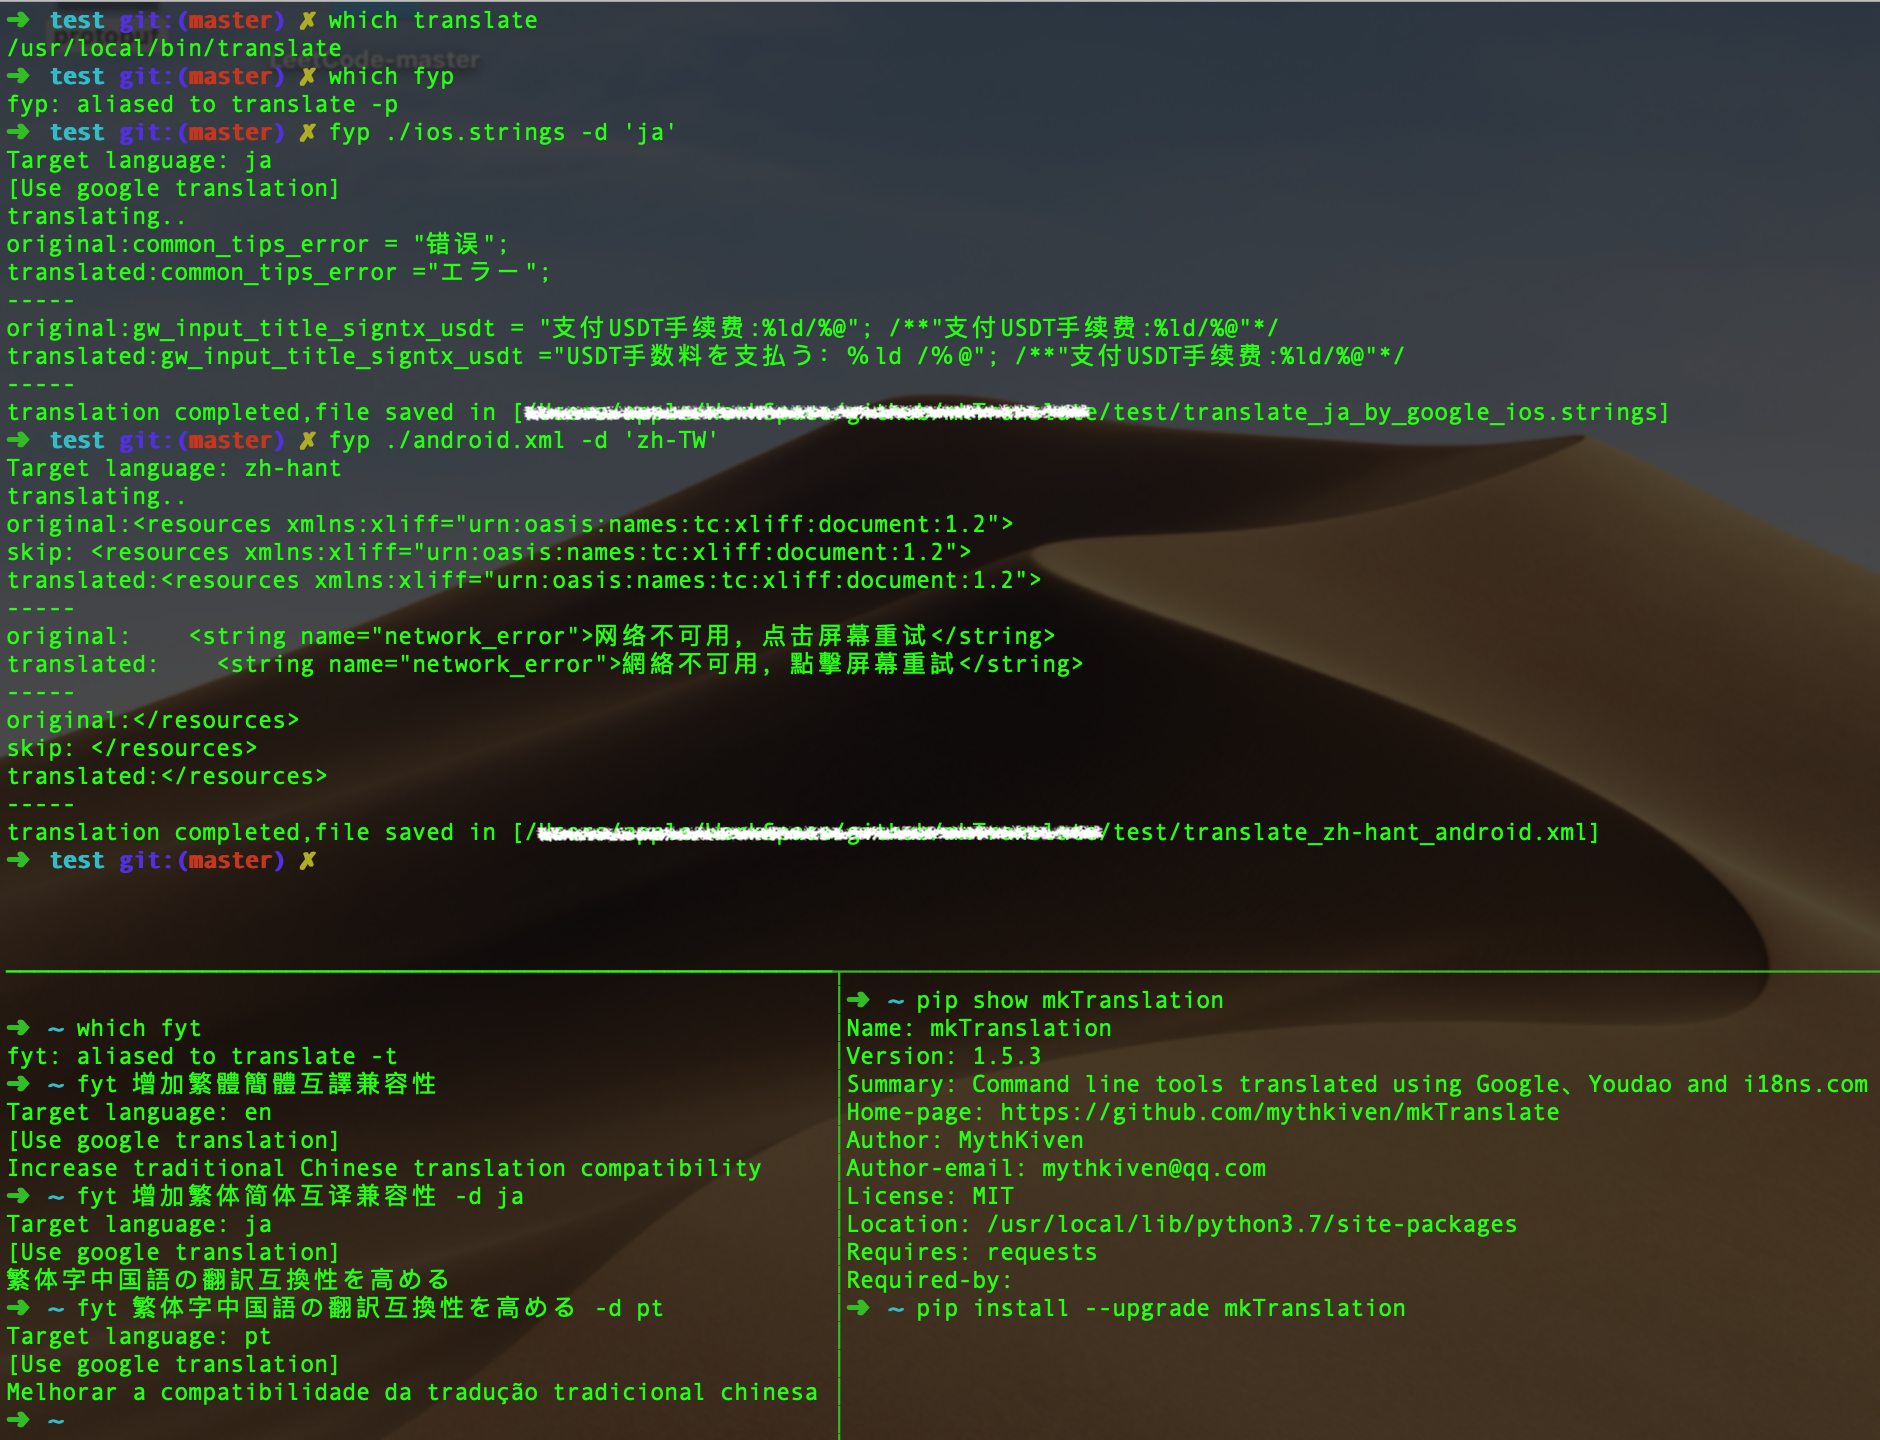 ➜ test git:(master) ✗ which translate
/usr/local/bin/translate
➜ test git:(master) ✗ which fyp
fyp: aliased to translate -p
➜ test git:(master) ✗ fyp ./ios.strings -d 'ja'
Target language: ja
[Use google translation]
translating..
original:common_tips_error = "错误";
translated:common_tips_error ="エラー";
-----
original:gw_input_title_signtx_usdt = "支付USDT手续费:%ld/%@"; /**"支付USDT手续费:%ld/%@"*/
translated:gw_input_title_signtx_usdt ="USDT手数料を支払う：％ld /％@"; /**"支付USDT手续费:%ld/%@"*/
-----
translation completed,file saved in [/test/translate_ja_by_google_ios.strings]
➜ test git:(master) ✗ fyp ./android.xml -d 'zh-TW'
Target language: zh-hant
translating..
original:<resources xmlns:xliff="urn:oasis:names:tc:xliff:document:1.2">
skip: <resources xmlns:xliff="urn:oasis:names:tc:xliff:document:1.2">
translated:<resources xmlns:xliff="urn:oasis:names:tc:xliff:document:1.2">
-----
original:    <string name="network_error">网络不可用，点击屏幕重试</string>
translated:    <string name="network_error">網絡不可用，點擊屏幕重試</string>
-----
original:</resources>
skip: </resources>
translated:</resources>
-----
translation completed,file saved in [/test/translate_zh-hant_android.xml]
➜ test git:(master) ✗
➜ ~ which fyt
fyt: aliased to translate -t
➜ ~ fyt 增加繁體簡體互譯兼容性
Target language: en
[Use google translation]
Increase traditional Chinese translation compatibility
➜ ~ fyt 增加繁体简体互译兼容性 -d ja
Target language: ja
[Use google translation]
繁体字中国語の翻訳互換性を高める
➜ ~ fyt 繁体字中国語の翻訳互換性を高める -d pt
Target language: pt
[Use google translation]
Melhorar a compatibilidade da tradução tradicional chinesa
➜ ~
➜ ~ pip show mkTranslation
Name: mkTranslation
Version: 1.5.3
Summary: Command line tools translated using Google、Youdao and i18ns.com
Home-page: https://github.com/mythkiven/mkTranslate
Author: MythKiven
Author-email: mythkiven@qq.com
License: MIT
Location: /usr/local/lib/python3.7/site-packages
Requires: requests
Required-by:
➜ ~ pip install --upgrade mkTranslation